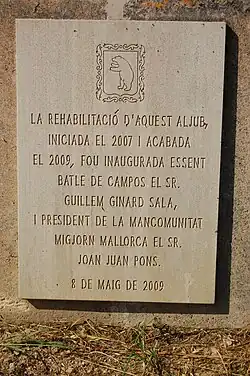 LA REHABILITACIÓ D'AQUEST ALJUB,
INICIADA EL 2007 I ACABADA
EL 2009, FOU INAUGURADA ESSENT
BATLE DE CAMPOS EL SR.
GUILLEM GINARD SALA,
I PRESIDENT DE LA MANCOMUNITAT
MIGJORN MALLORCA EL SR.
JOAN JUAN PONS.
8 DE MAIG DE 2009